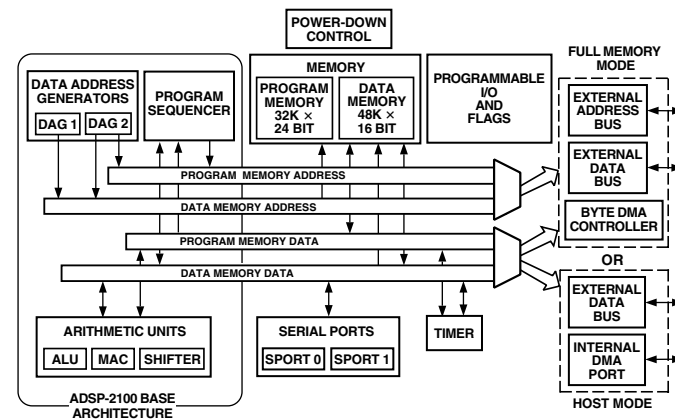 POWER-DOWN
CONTROL
FULL MEMORY
MODE
DATA ADDRESS
GENERATORS
DAG 1
DAG 2
PROGRAM
SEQUENCER
MEMORY
PROGRAM
MEMORY
32K ×
24 BIT
DATA
MEMORY
48K ×
16 BIT
PROGRAMMABLE
I/O
AND
FLAGS
EXTERNAL
ADDRESS
BUS
EXTERNAL
DATA
BUS
BYTE DMA
CONTROLLER
PROGRAM MEMORY ADDRESS
DATA MEMORY ADDRESS
PROGRAM MEMORY DATA
DATA MEMORY DATA
OR
EXTERNAL
DATA
BUS
INTERNAL
DMA
PORT
HOST MODE
ARITHMETIC UNITS
ALU
MAC
SHIFTER
SERIAL PORTS
SPORT 0
SPORT 1
TIMER
ADSP-2100 BASE
ARCHITECTURE